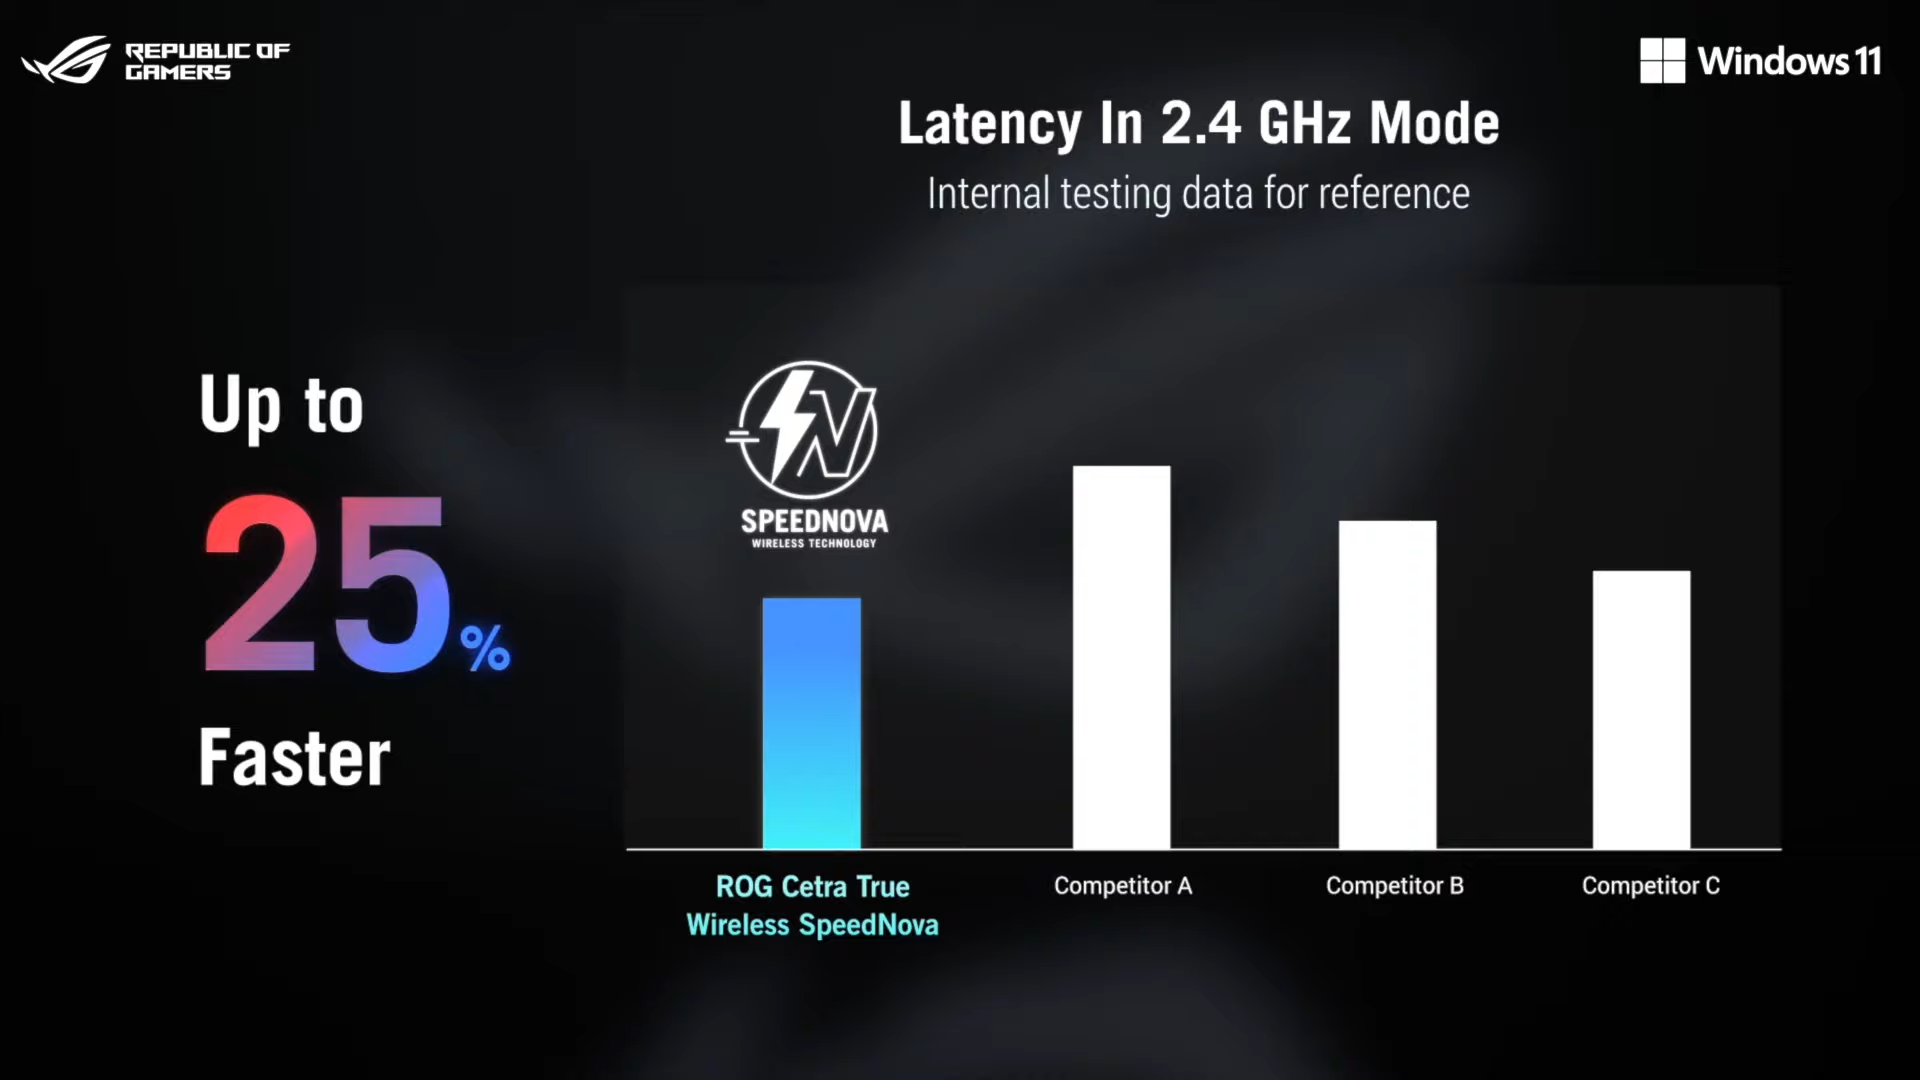 REPUBLIC OF
GAMERS
Windows 11
Latency In 2.4 GHz Mode
Internal testing data for reference
Up to
25%
Faster
SPEEDNOVA
WIRELESS TECHNOLOGY
ROG Cetra True
Wireless SpeedNova
Competitor A
Competitor B
Competitor C